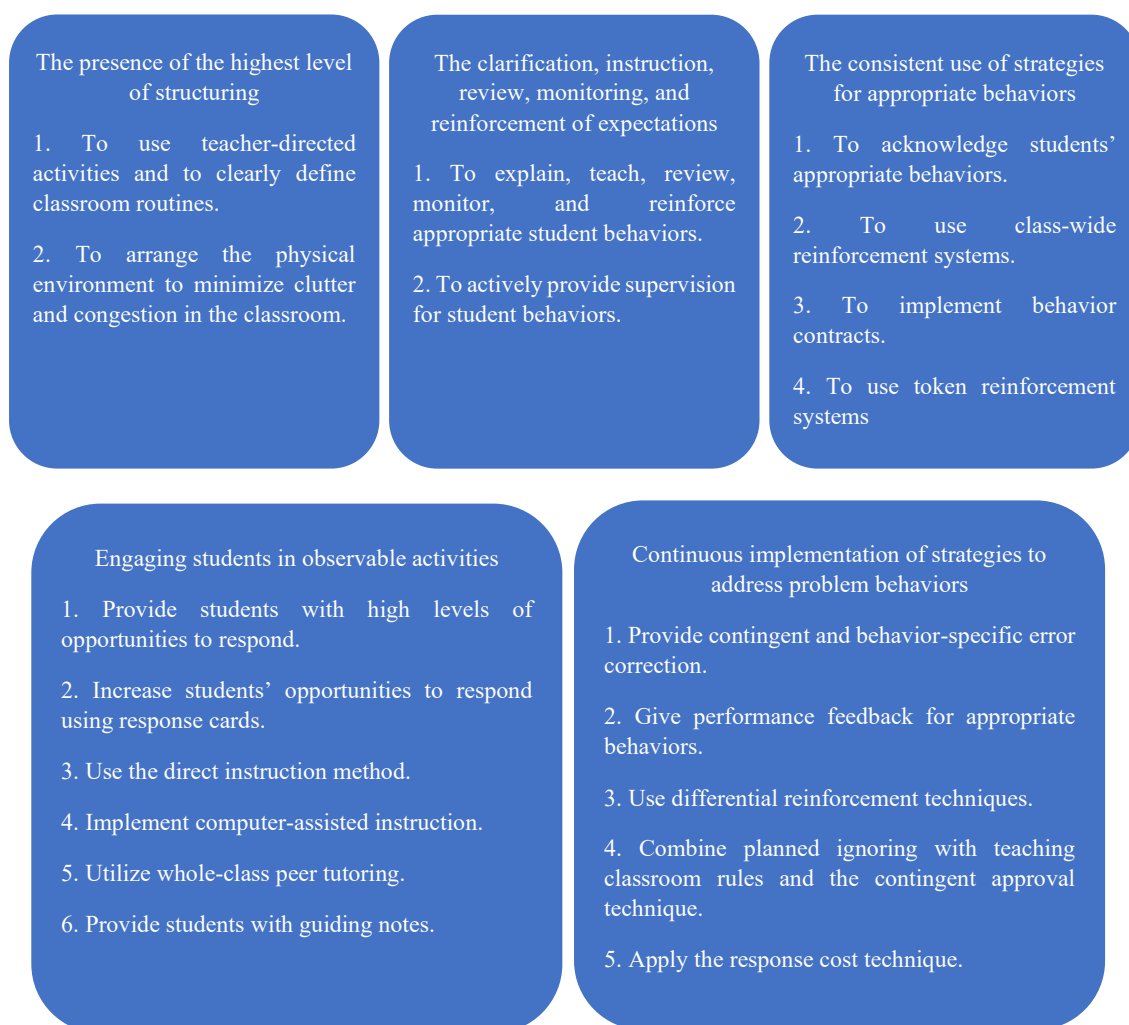 The presence of the highest level
of structuring
1. To use teacher-directed
activities and to clearly define
classroom routines.
2. To arrange the physical
environment to minimize clutter
and congestion in the classroom.
The clarification, instruction,
review, monitoring, and
reinforcement of expectations
1. To explain, teach, review,
monitor, and reinforce
appropriate student behaviors.
2. To actively provide supervision
for student behaviors.
The consistent use of strategies
for appropriate behaviors
1. To acknowledge students’
appropriate behaviors.
2. To use class-wide
reinforcement systems.
3. To implement behavior
contracts.
4. To use token reinforcement
systems
Engaging students in observable activities
1. Provide students with high levels of
opportunities to respond.
2. Increase students’ opportunities to respond
using response cards.
3. Use the direct instruction method.
4. Implement computer-assisted instruction.
5. Utilize whole-class peer tutoring.
6. Provide students with guiding notes.
Continuous implementation of strategies to
address problem behaviors
1. Provide contingent and behavior-specific error
correction.
2. Give performance feedback for appropriate
behaviors.
3. Use differential reinforcement techniques.
4. Combine planned ignoring with teaching
classroom rules and the contingent approval
technique.
5. Apply the response cost technique.